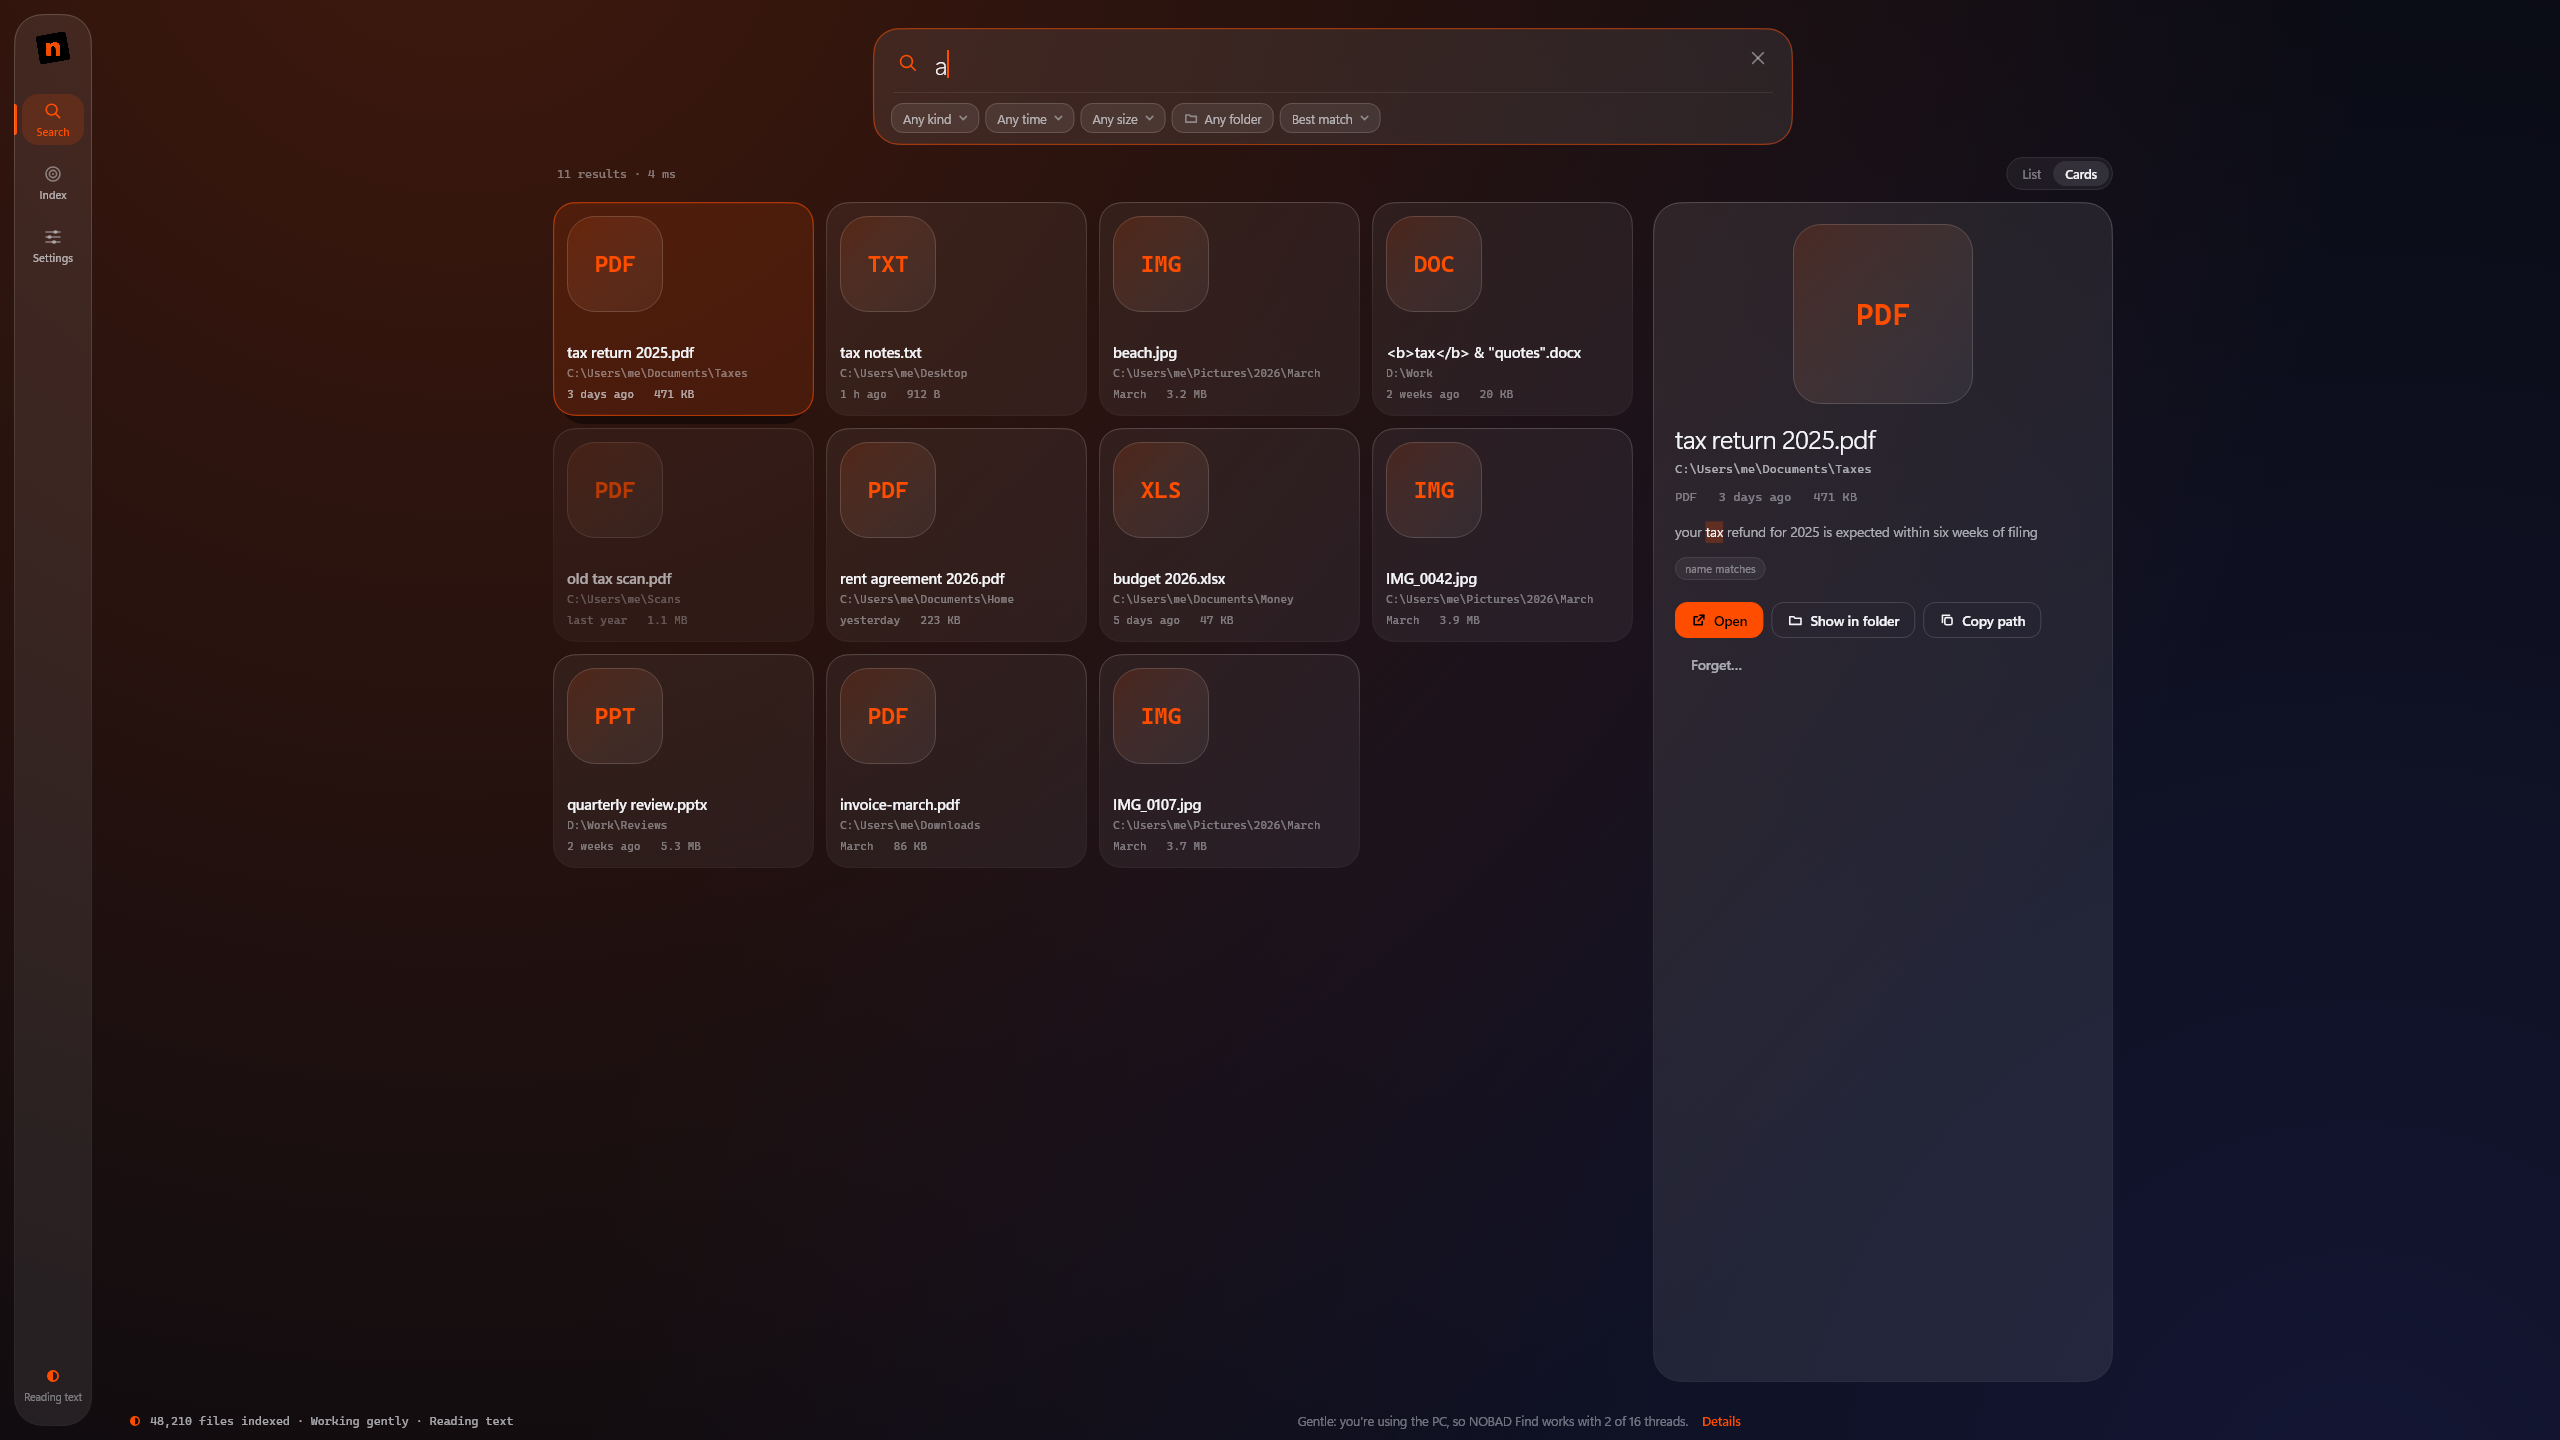 n
a
Any kind
Any time
Any size
Any folder
Best match
Search
Index
Settings
11 results · 4 ms
List
Cards
PDF
tax return 2025.pdf
C:\Users\me\Documents\Taxes
3 days ago 471 KB
TXT
tax notes.txt
C:\Users\me\Desktop
1 h ago 912 B
IMG
beach.jpg
C:\Users\me\Pictures\2026\March
March 3.2 MB
DOC
<b>tax</b> & "quotes".docx
D:\Work
2 weeks ago 20 KB
PDF
old tax scan.pdf
C:\Users\me\Scans
last year 1.1 MB
PDF
rent agreement 2026.pdf
C:\Users\me\Documents\Home
yesterday 223 KB
XLS
budget 2026.xlsx
C:\Users\me\Documents\Money
5 days ago 47 KB
IMG
IMG_0042.jpg
C:\Users\me\Pictures\2026\March
March 3.9 MB
PPT
quarterly review.pptx
D:\Work\Reviews
2 weeks ago 5.3 MB
PDF
invoice-march.pdf
C:\Users\me\Downloads
March 86 KB
IMG
IMG_0107.jpg
C:\Users\me\Pictures\2026\March
March 3.7 MB
PDF
tax return 2025.pdf
C:\Users\me\Documents\Taxes
PDF 3 days ago 471 KB
your tax refund for 2025 is expected within six weeks of filing
name matches
Open
Show in folder
Copy path
Forget...
Reading text
48,210 files indexed · Working gently · Reading text
Gentle: you're using the PC, so NOBAD Find works with 2 of 16 threads. Details